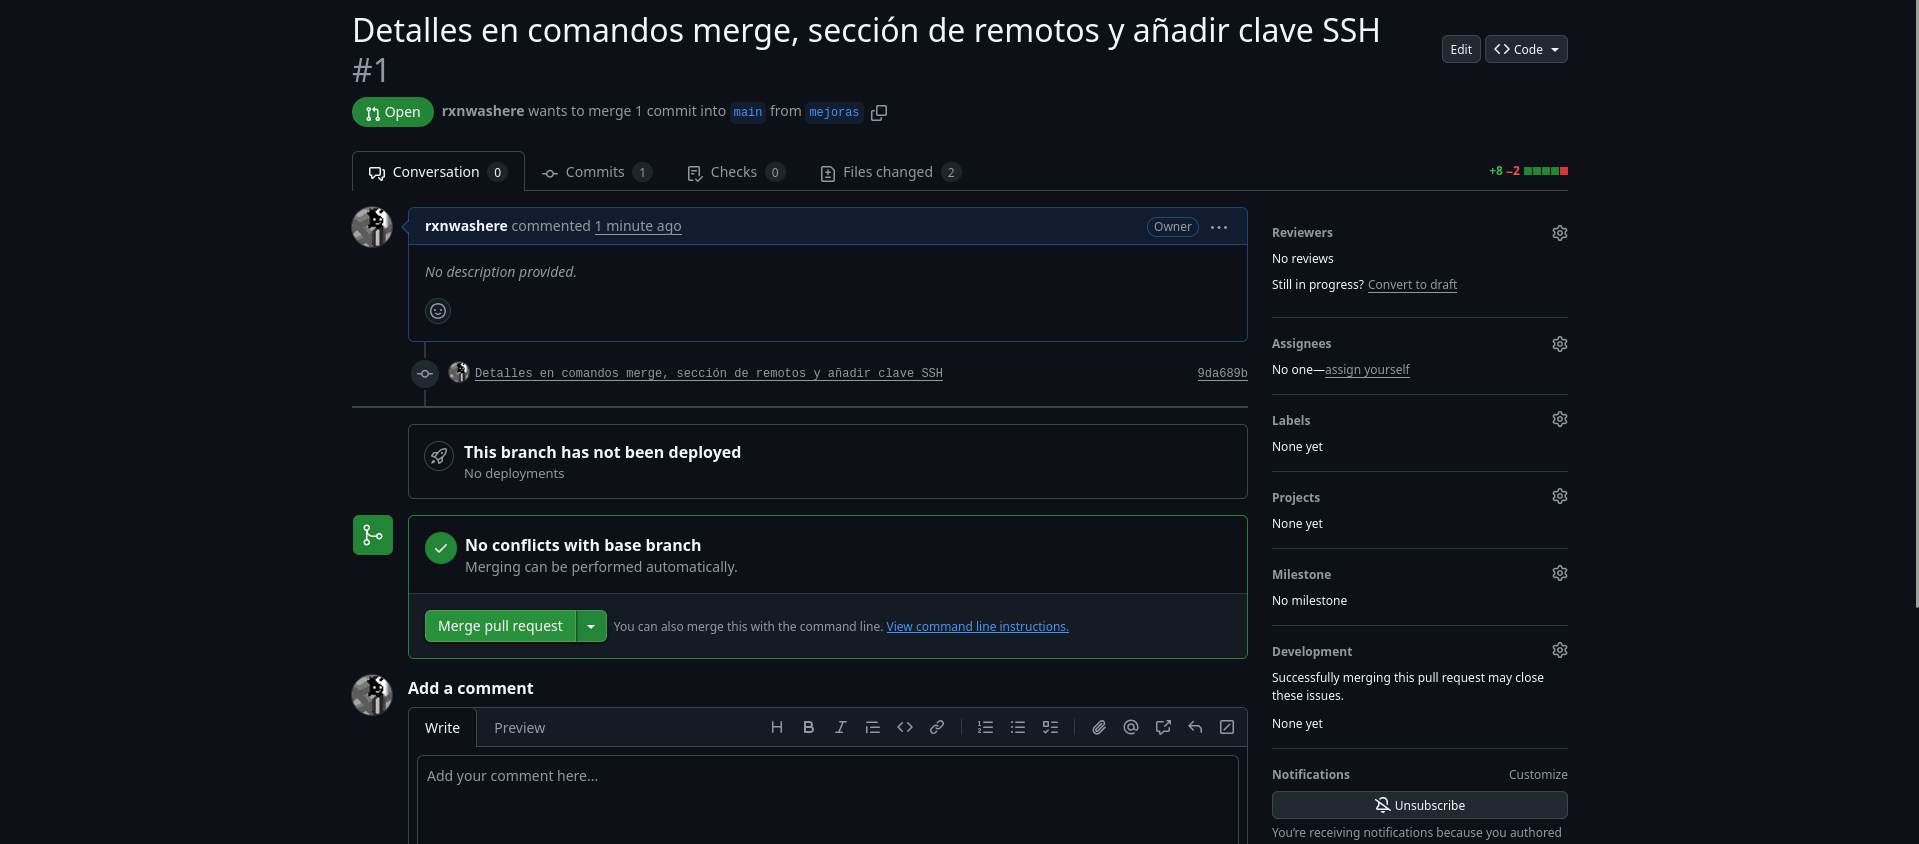 Detalles en comandos merge, sección de remotos y añadir clave SSH
#1
Edit
Code
Open
rxnwashere wants to merge 1 commit into main from mejoras
Conversation 0
Commits 1
Checks 0
Files changed 2
+8 −2
rxnwashere commented 1 minute ago
Owner
No description provided.
Detalles en comandos merge, sección de remotos y añadir clave SSH
9da689b
This branch has not been deployed
No deployments
No conflicts with base branch
Merging can be performed automatically.
Merge pull request
You can also merge this with the command line. View command line instructions.
Add a comment
Write
Preview
Add your comment here...
Reviewers
No reviews
Still in progress? Convert to draft
Assignees
No one—assign yourself
Labels
None yet
Projects
None yet
Milestone
No milestone
Development
Successfully merging this pull request may close
these issues.
None yet
Notifications
Customize
Unsubscribe
You're receiving notifications because you authored